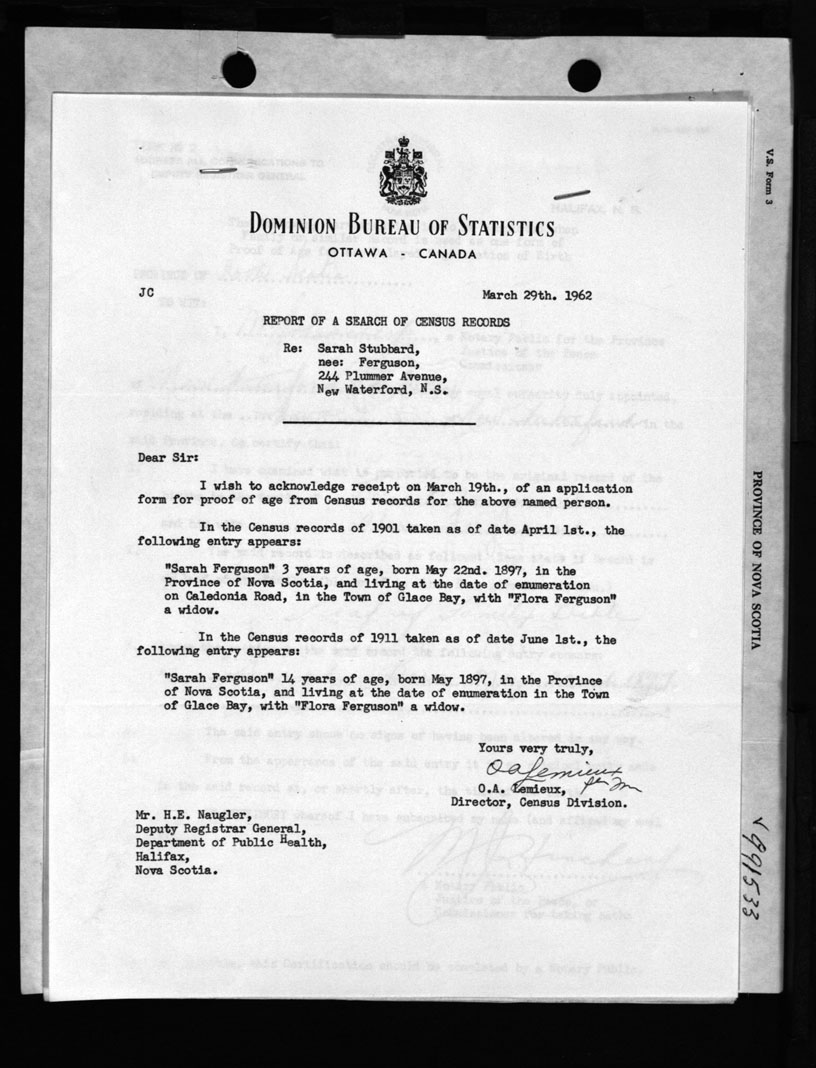 DOMINION BUREAU OF STATISTICS
OTTAWA - CANADA
JC
March 29th. 1962
REPORT OF A SEARCH OF CENSUS RECORDS
Re: Sarah Stubbard,
nee: Ferguson,
244 Plummer Avenue,
New Waterford, N.S.
Dear Sir:
I wish to acknowledge receipt on March 19th., of an application
form for proof of age from Census records for the above named person.
In the Census records of 1901 taken as of date April 1st., the
following entry appears:
"Sarah Ferguson" 3 years of age, born May 22nd. 1897, in the
Province of Nova Scotia, and living at the date of enumeration
on Caledonia Road, in the Town of Glace Bay, with "Flora Ferguson"
a widow.
In the Census records of 1911 taken as of date June 1st., the
following entry appears:
"Sarah Ferguson" 14 years of age, born May 1897, in the Province
of Nova Scotia, and living at the date of enumeration in the Town
of Glace Bay, with "Flora Ferguson" a widow.
Yours very truly,
OALemieux
O.A. Lemieux,
Director, Census Division.
Mr. H.E. Naugler,
Deputy Registrar General,
Department of Public Health,
Halifax,
Nova Scotia.
V.S. Form 3
PROVINCE OF NOVA SCOTIA
991533